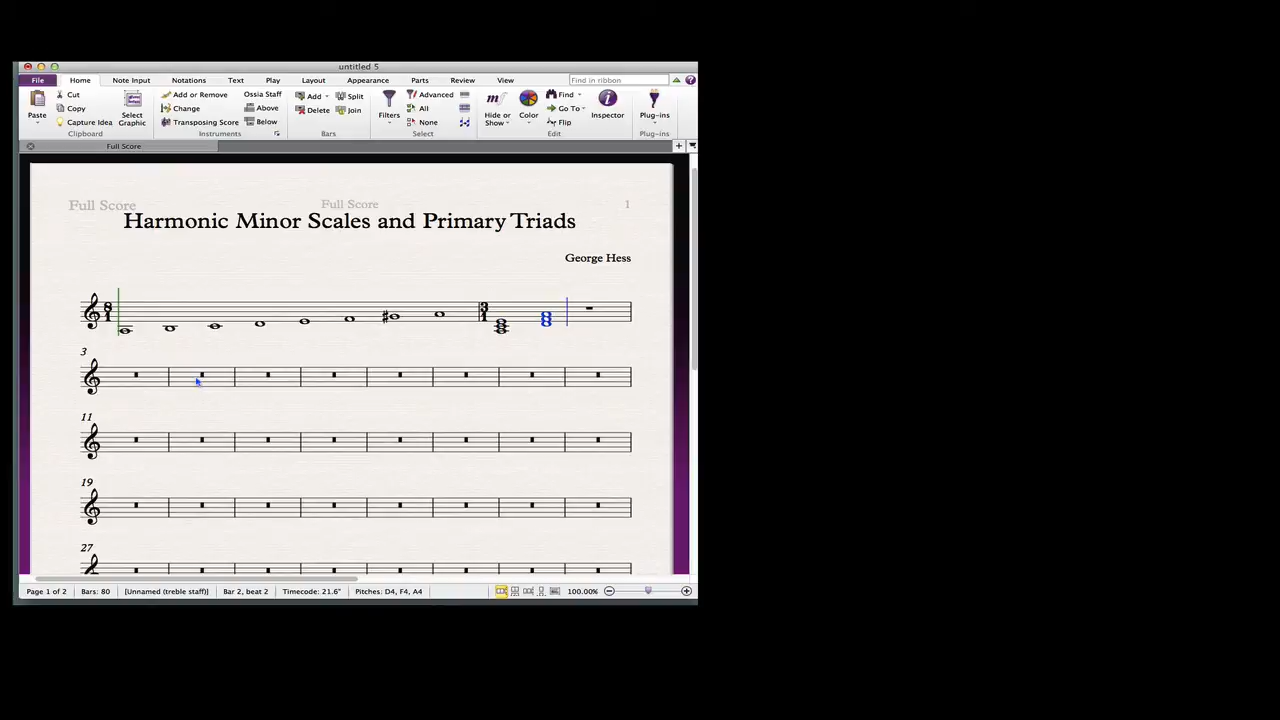 untitled 5
File Home Note Input Notations Text Play Layout Appearance Parts Review View Find in ribbon
Cut Add or Remove Ossia Staff Add Split Advanced Find
Copy Change Above Delete Join All Go To
Paste Capture Idea Select Graphic Transposing Score Below Filters None Hide or Show Color Flip Inspector Plug-ins
Clipboard Instruments Bars Select Edit Plug-ins
Full Score
Full Score Full Score 1
Harmonic Minor Scales and Primary Triads
George Hess
8
1
3
1
3
11
19
27
Page 1 of 2 Bars: 80 [Unnamed (treble staff)] Bar 2, beat 2 Timecode: 21.6" Pitches: D4, F4, A4 100.00%